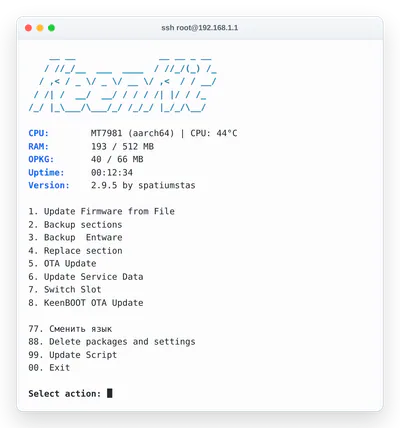 ssh root@192.168.1.1
CPU: MT7981 (aarch64) | CPU: 44°C
RAM: 193 / 512 MB
OPKG: 40 / 66 MB
Uptime: 00:12:34
Version: 2.9.5 by spatiumstas
1. Update Firmware from File
2. Backup sections
3. Backup  Entware
4. Replace section
5. OTA Update
6. Update Service Data
7. Switch Slot
8. KeenBOOT OTA Update
77. Сменить язык
88. Delete packages and settings
99. Update Script
00. Exit
Select action: